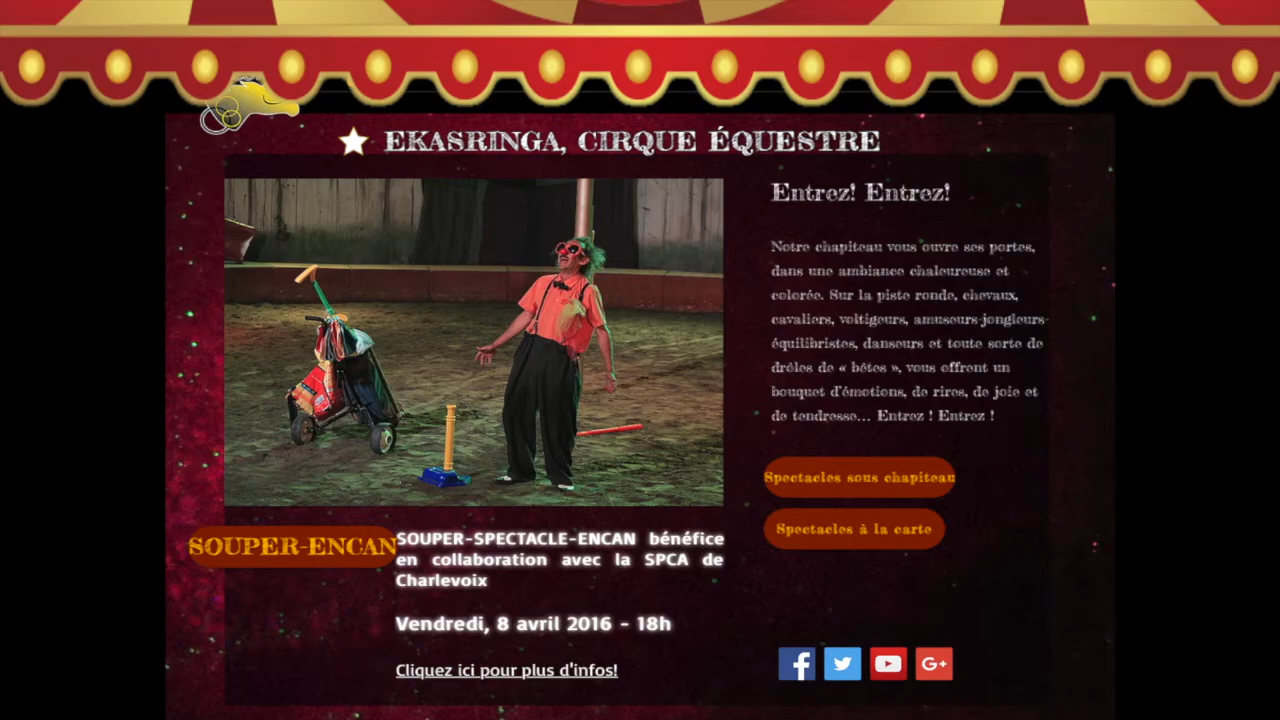 EKASRINGA, CIRQUE ÉQUESTRE
Entrez! Entrez!
Notre chapiteau vous ouvre ses portes,
dans une ambiance chaleureuse et
colorée. Sur la piste ronde, chevaux,
cavaliers, voltigeurs, amuseurs-jongleurs-
équilibristes, danseurs et toute sorte de
drôles de « bêtes », vous offrent un
bouquet d'émotions, de rires, de joie et
de tendresse... Entrez ! Entrez !
Spectacles sous chapiteau
Spectacles à la carte
SOUPER-ENCAN
SOUPER-SPECTACLE-ENCAN bénéfice
en collaboration avec la SPCA de
Charlevoix
Vendredi, 8 avril 2016 - 18h
Cliquez ici pour plus d'infos!
f
G+